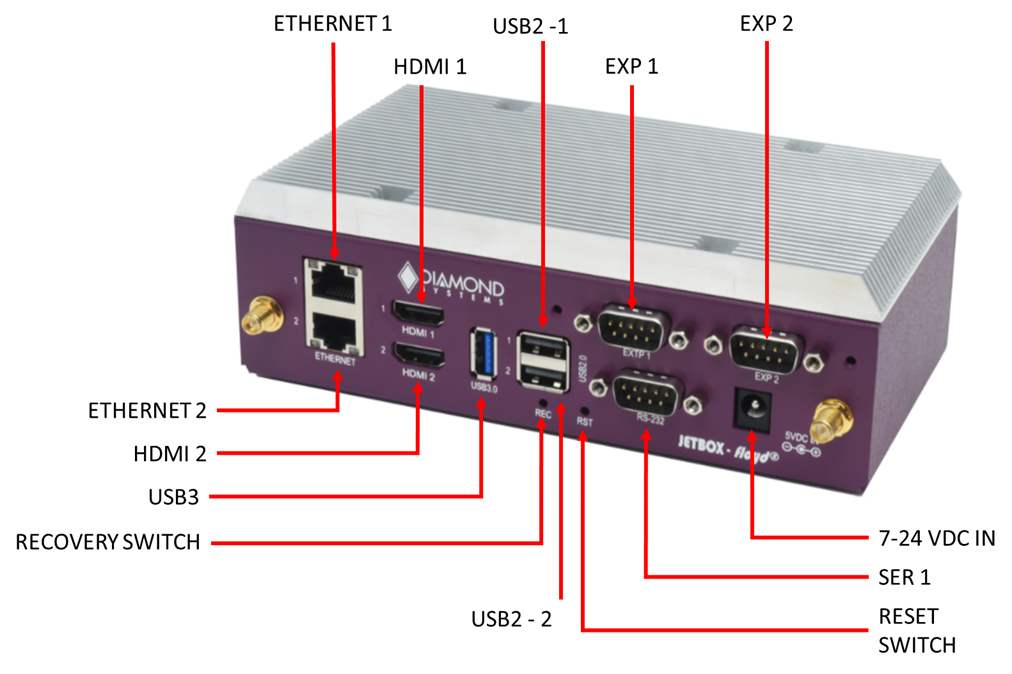 ETHERNET 1
USB2 -1
EXP 2
HDMI 1
EXP 1
DIAMOND
SYSTEMS
1
2
ETHERNET
1
HDMI 1
2
HDMI 2
USB3.0
1
2
USB2.0
EXTP 1
EXP 2
REC
RST
RS-232
JETBOX - floyd
5VDC IN
ETHERNET 2
HDMI 2
USB3
RECOVERY SWITCH
USB2 - 2
7-24 VDC IN
SER 1
RESET
SWITCH